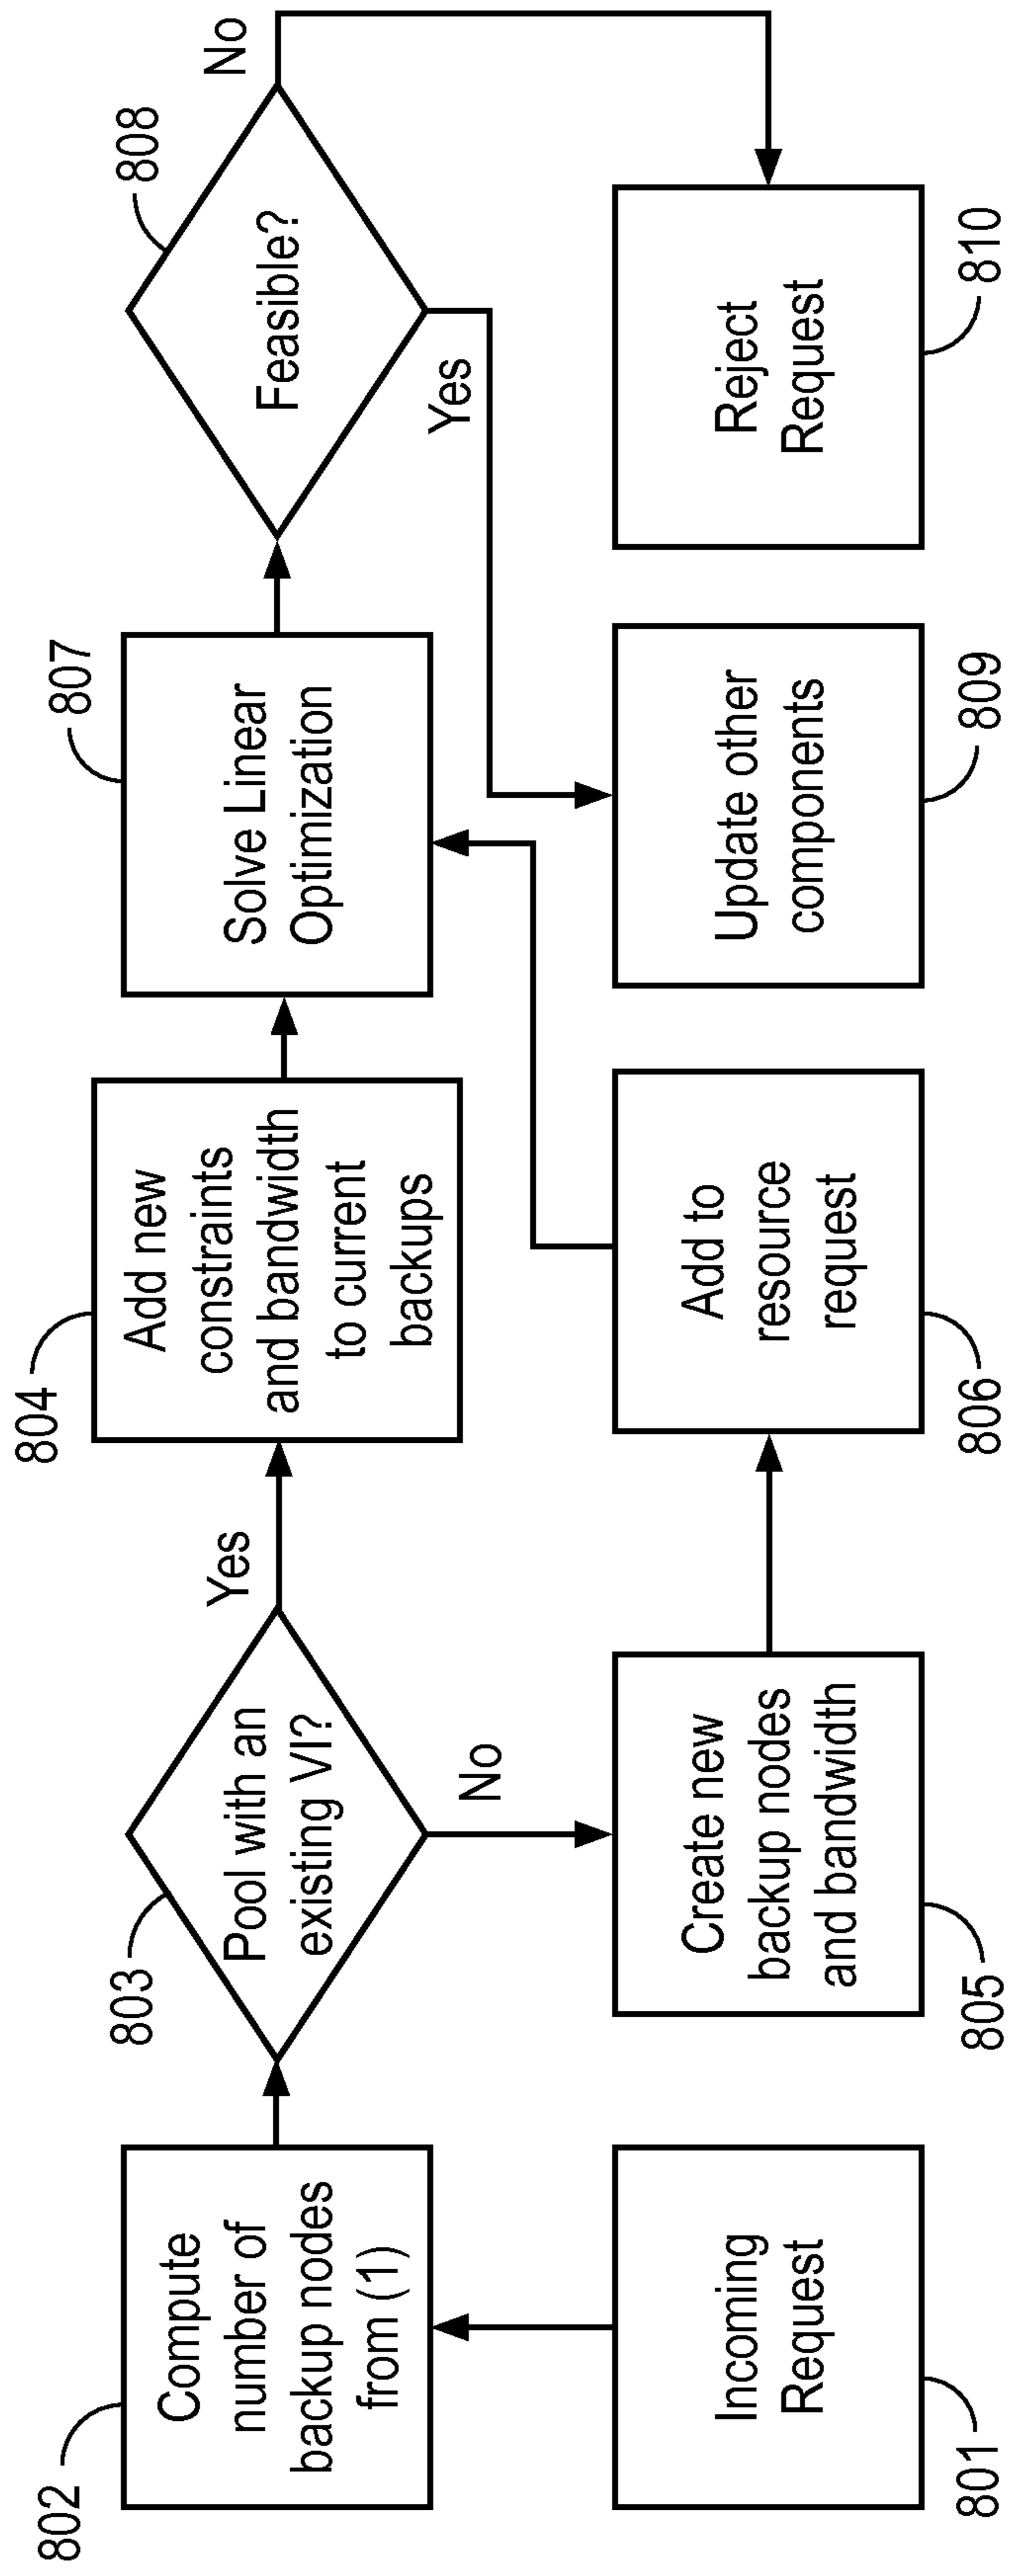 802
Compute
number of
backup nodes
from (1)
801
Incoming
Request
803
Pool with an
existing VI?
Yes
No
804
Add new
constraints
and bandwidth
to current
backups
805
Create new
backup nodes
and bandwidth
806
Add to
resource
request
807
Solve Linear
Optimization
808
Feasible?
Yes
No
809
Update other
components
810
Reject
Request